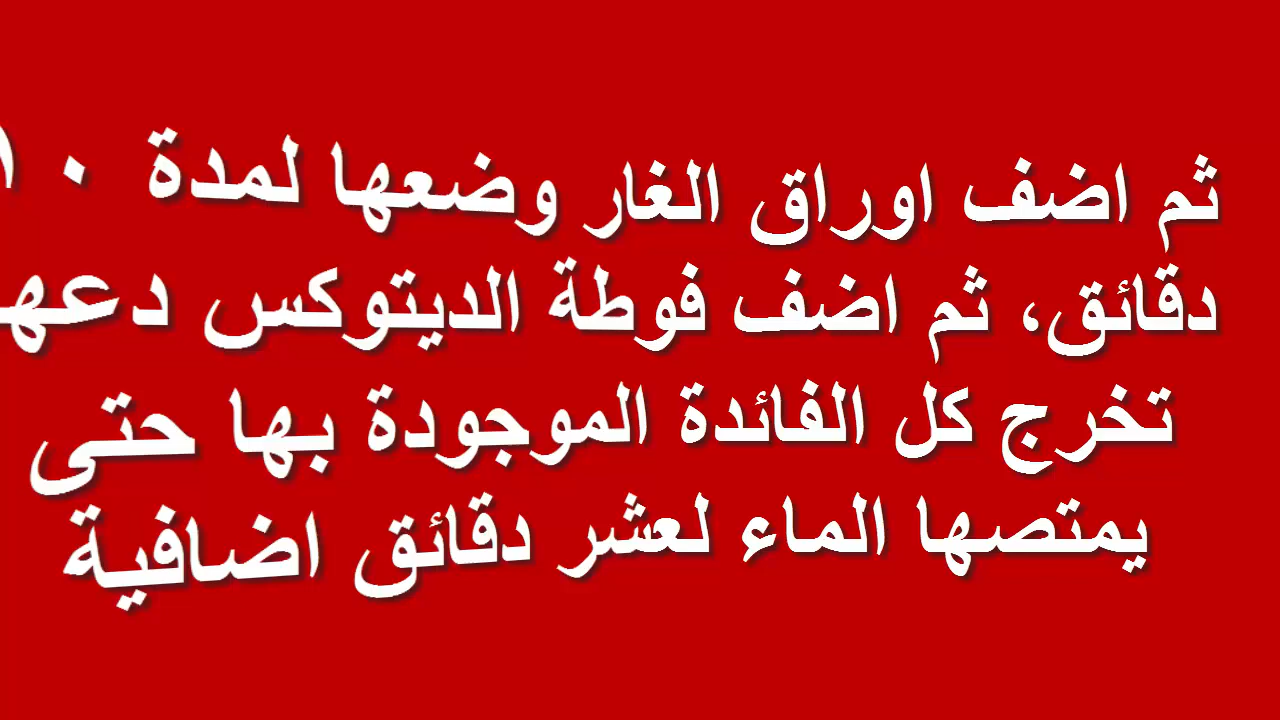 ثم اضف اوراق الغار وضعها لمدة ١٠
دقائق، ثم اضف فوطة الديتوكس دعها
تخرج كل الفائدة الموجودة بها حتى
يمتصها الماء لعشر دقائق اضافية